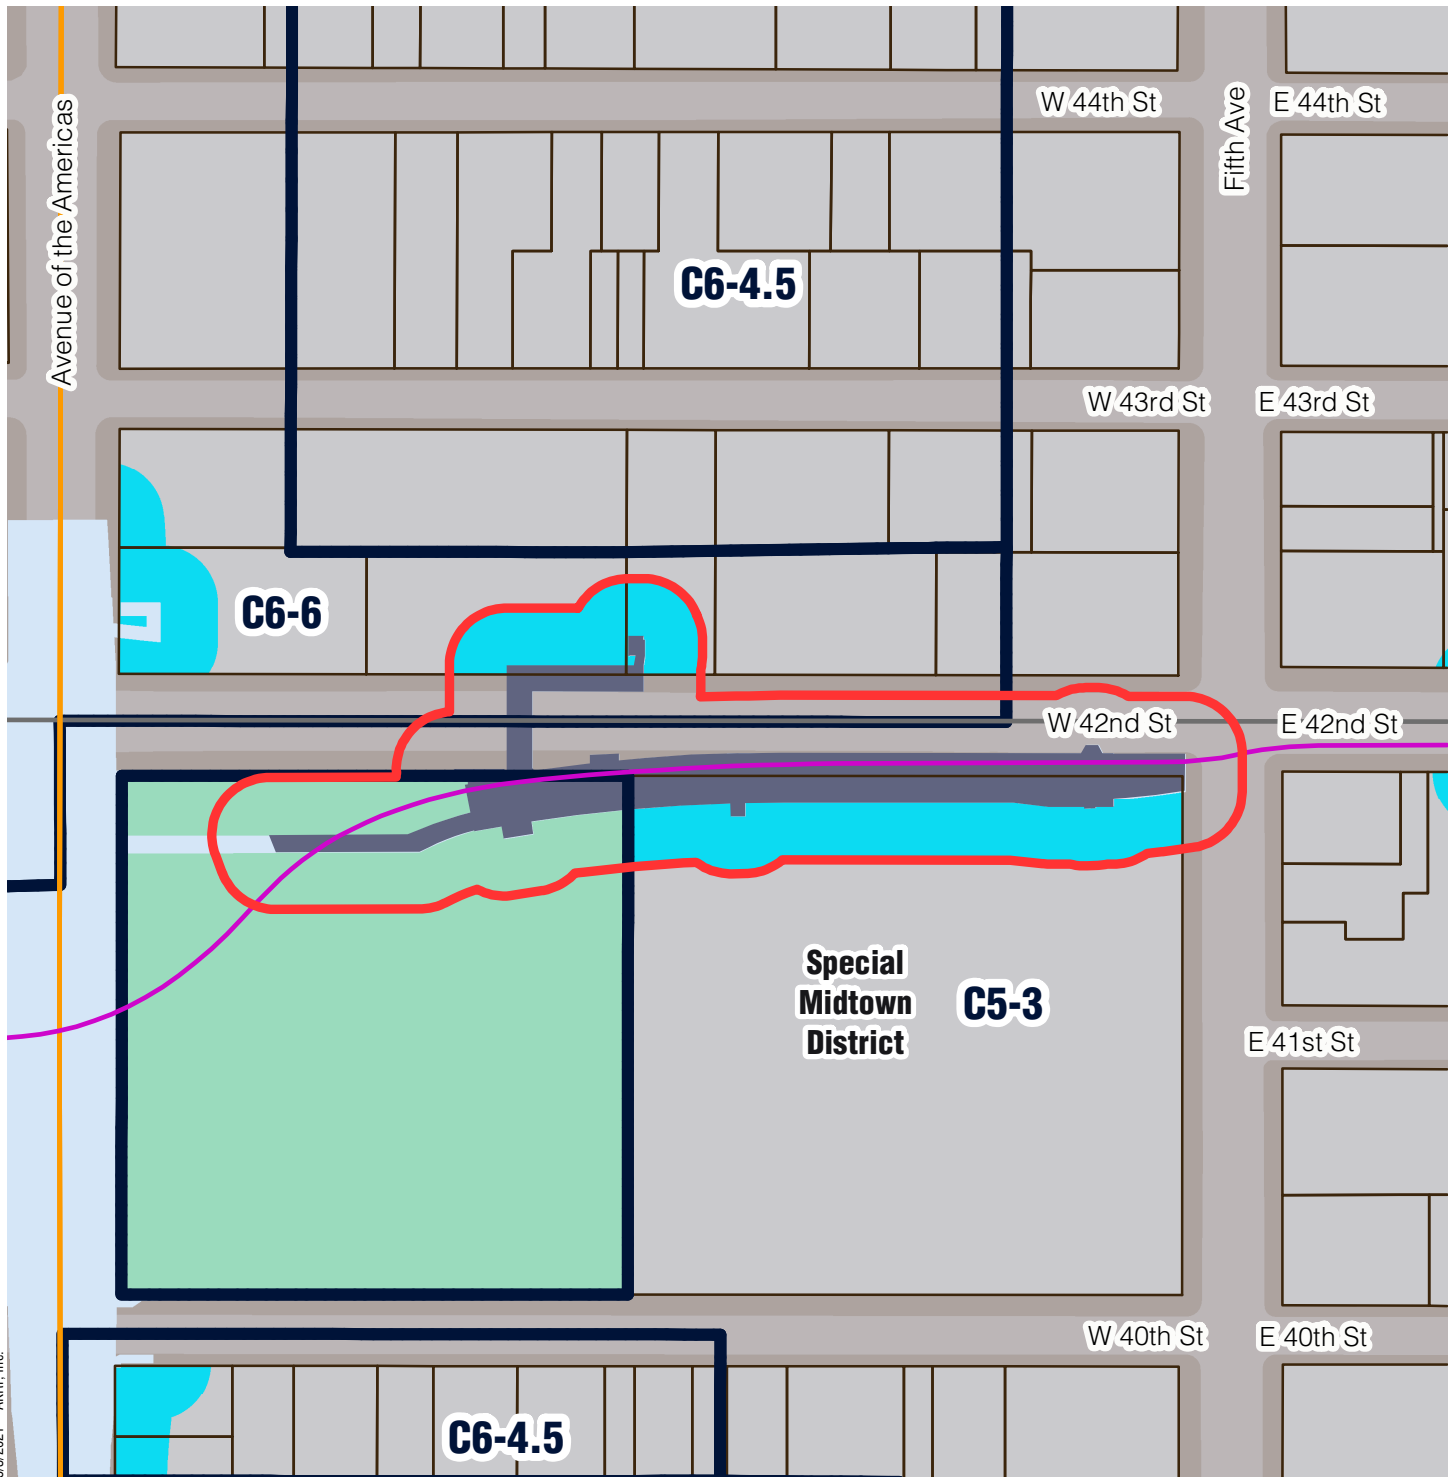 W 44th St
Fifth Ave
E 44th St
Avenue of the Americas
C6-4.5
W 43rd St
E 43rd St
C6-6
W 42nd St
E 42nd St
Special
Midtown
District
C5-3
E 41st St
W 40th St
E 40th St
C6-4.5